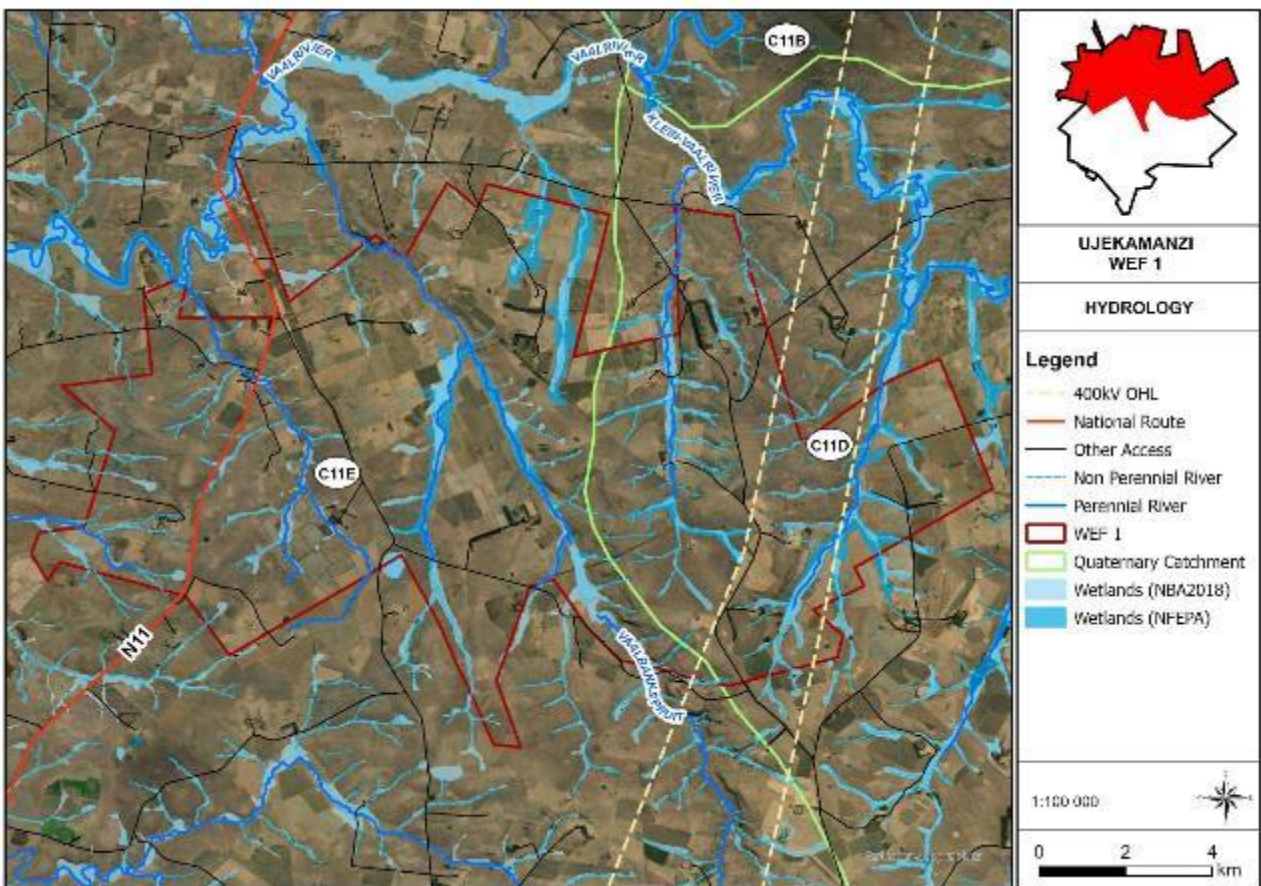 VAALRIVIER
VAALRIVIER
C11B
KLEIN-VAALRIVIER
C11D
C11E
N11
VAALBANKSPRUIT
UJEKAMANZI
WEF 1
HYDROLOGY
Legend
400kV OHL
National Route
Other Access
Non Perennial River
Perennial River
WEF 1
Quaternary Catchment
Wetlands (NBA2018)
Wetlands (NFEPA)
1:100 000
0 2 4
km